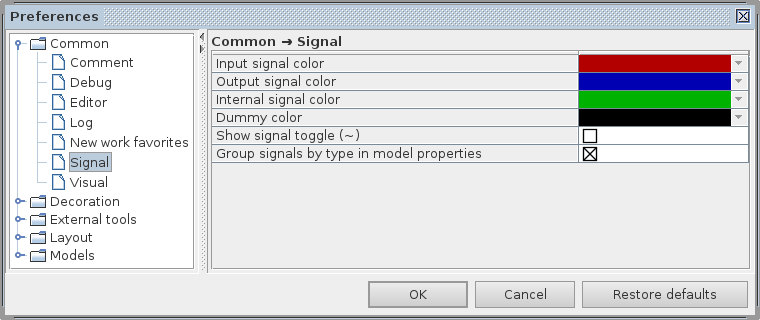 Preferences
Common
Comment
Debug
Editor
Log
New work favorites
Signal
Visual
Decoration
External tools
Layout
Models
Common → Signal
Input signal color
Output signal color
Internal signal color
Dummy color
Show signal toggle (~)
Group signals by type in model properties
OK
Cancel
Restore defaults